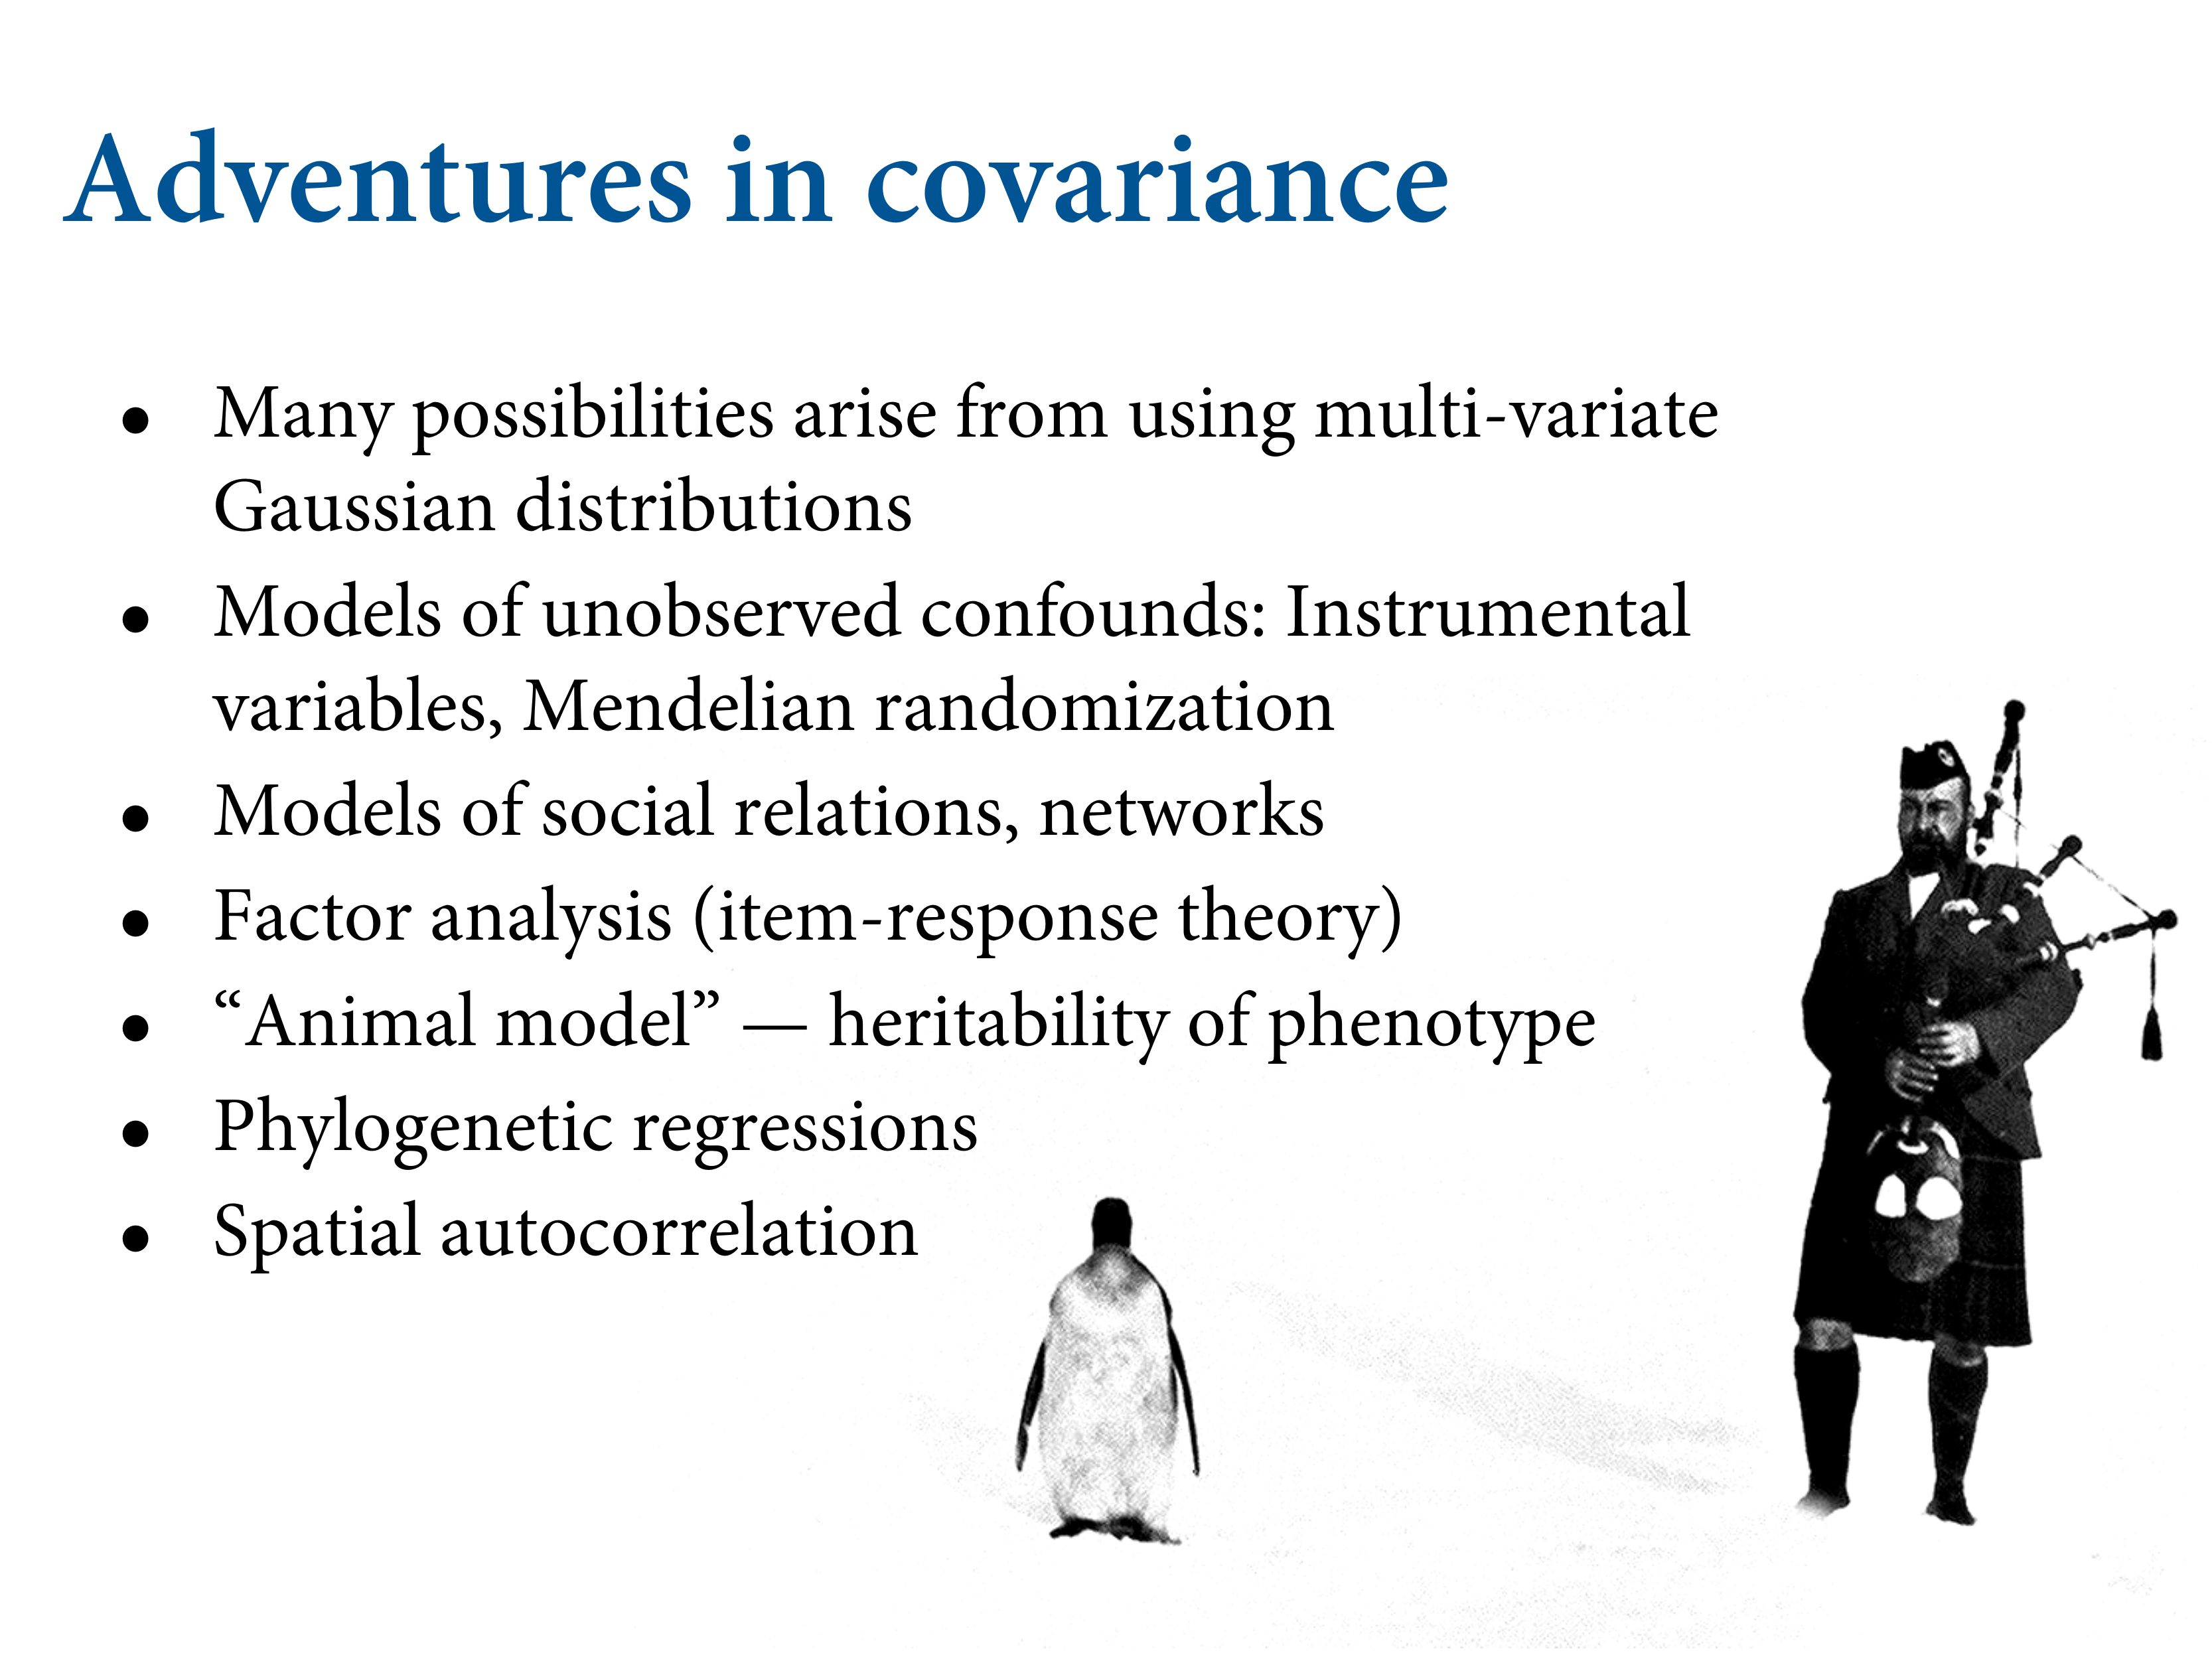 Adventures in covariance
• Many possibilities arise from using multi-variate
Gaussian distributions
• Models of unobserved confounds: Instrumental
variables, Mendelian randomization
• Models of social relations, networks
• Factor analysis (item-response theory)
• “Animal model” — heritability of phenotype
• Phylogenetic regressions
• Spatial autocorrelation